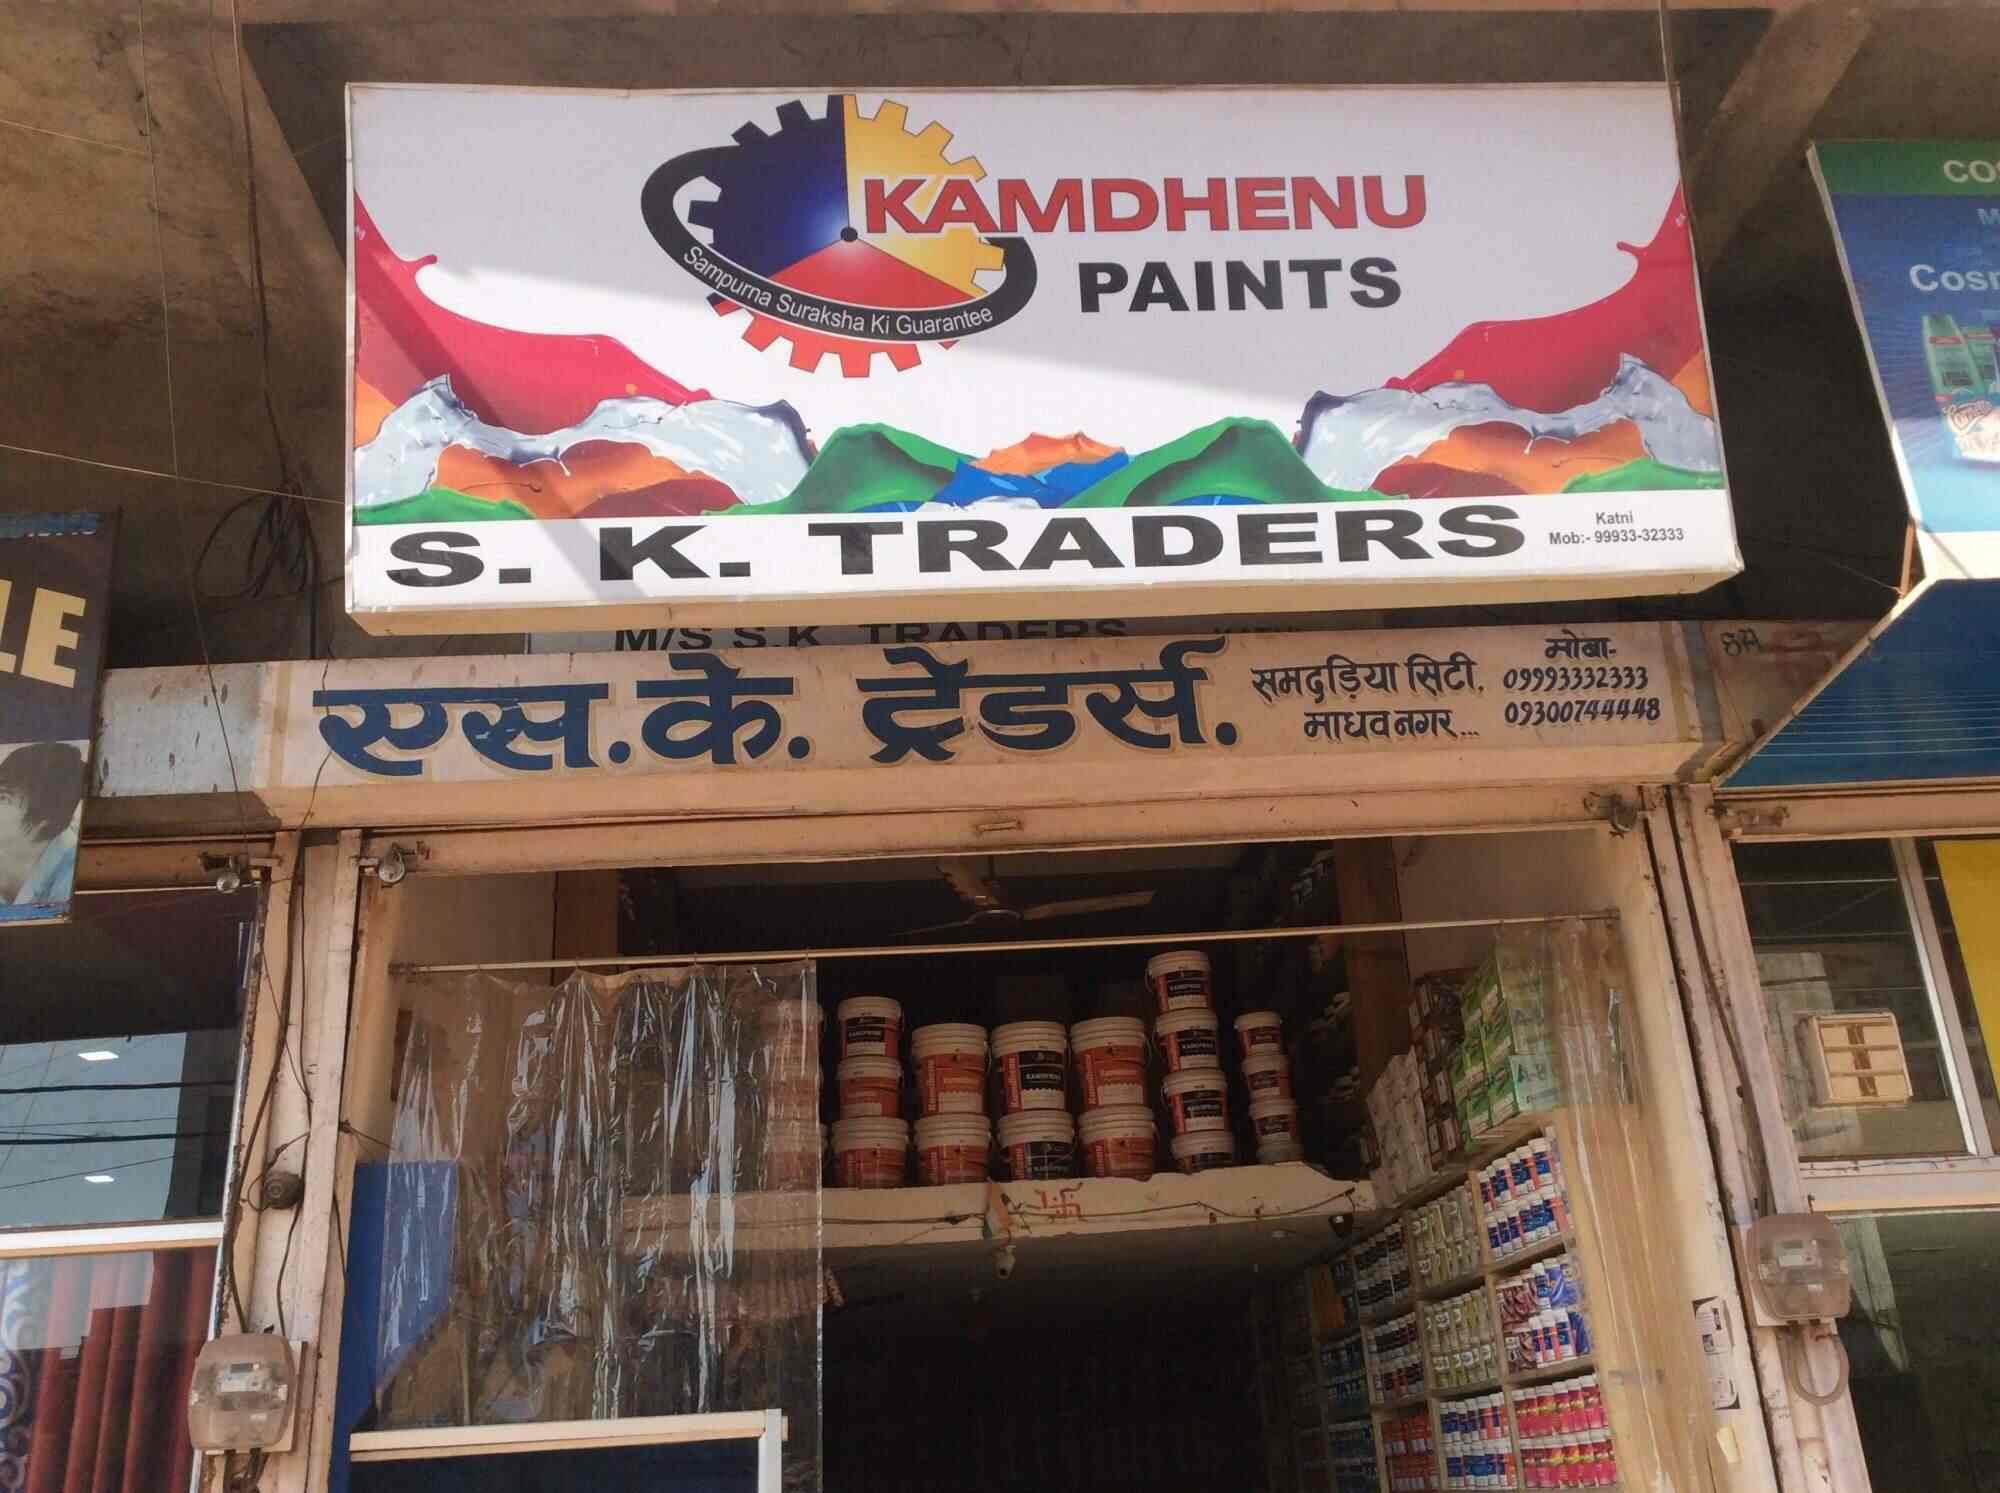 KAMDHENU
PAINTS
Sampurna Suraksha Ki Guarantee
S. K. TRADERS
Katni
Mob:- 99933-32333
M/S S.K TRADERS
एस.के. ट्रेडर्स.
समदड़िया सिटी,
माधव नगर...
मोबा-
09993332333
09300744448
LE